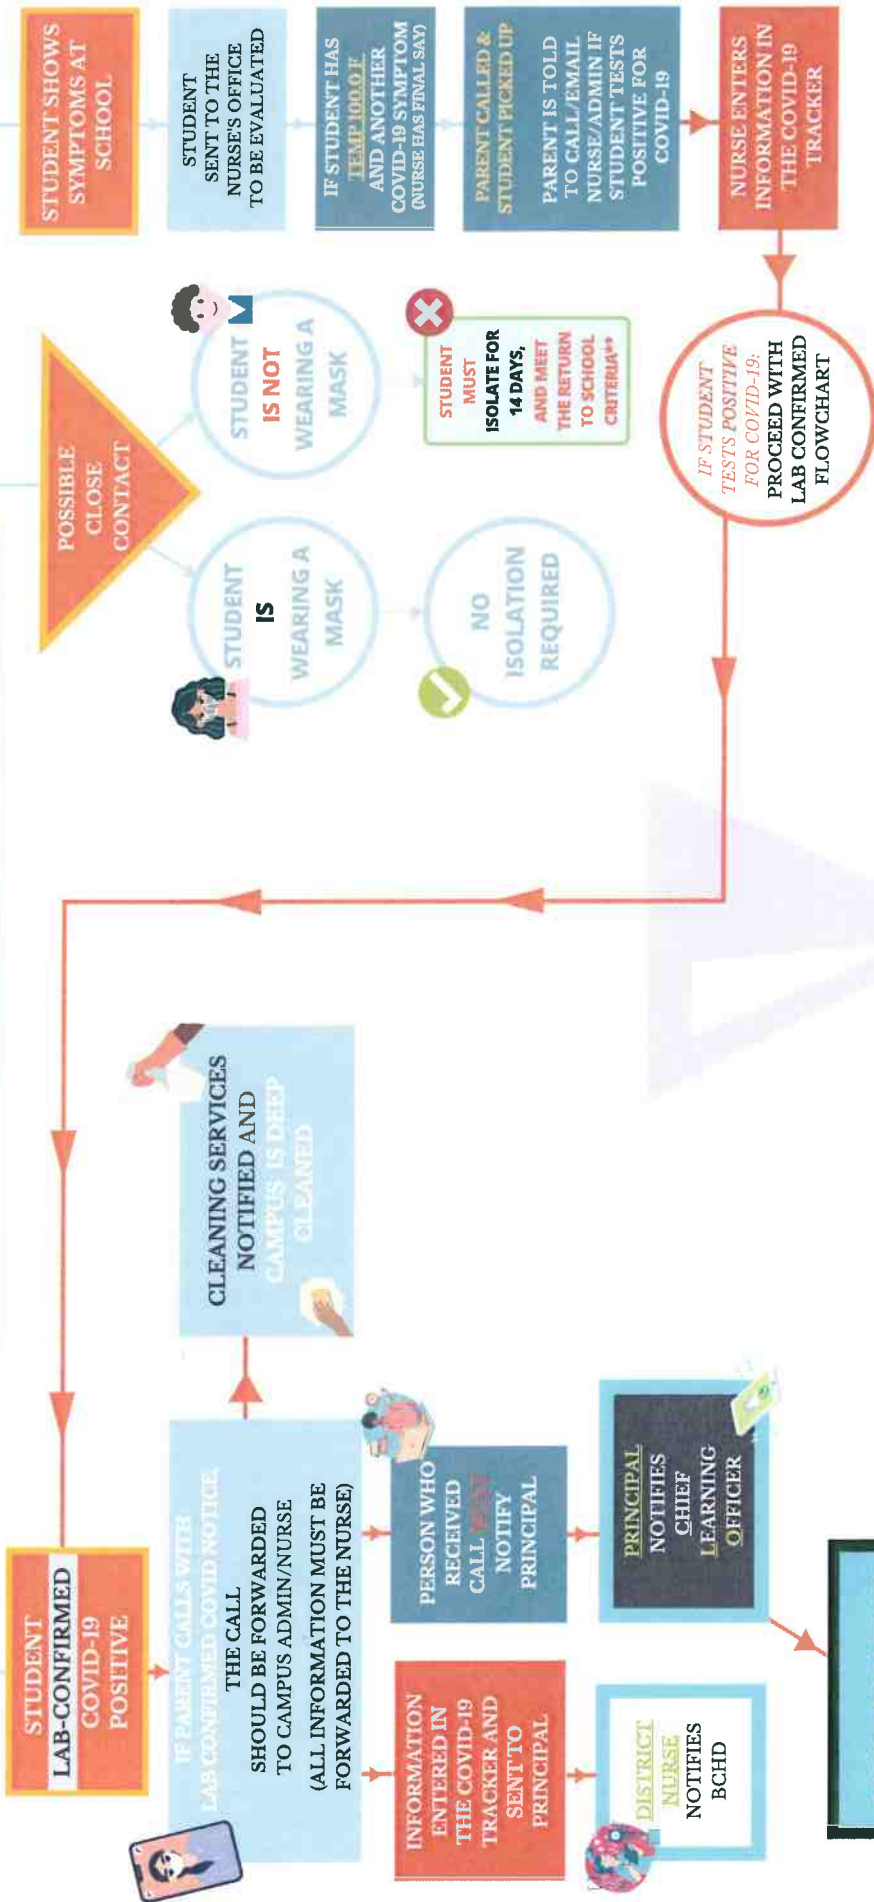 STUDENT
LAB-CONFIRMED
COVID-19
POSITIVE
IF PARENT CALLS WITH
LAB CONFIRMED COVID NOTICE,
THE CALL
SHOULD BE FORWARDED
TO CAMPUS ADMIN/NURSE
(ALL INFORMATION MUST BE
FORWARDED TO THE NURSE)
INFORMATION
ENTERED IN
THE COVID-19
TRACKER AND
SENT TO
PRINCIPAL
DISTRICT
NURSE
NOTIFIES
BCHD
PERSON WHO
RECEIVED
CALL
NOTIFY
PRINCIPAL
PRINCIPAL
NOTIFIES
CHIEF
LEARNING
OFFICER
CLEANING SERVICES
NOTIFIED AND
CAMPUS IS DEEP
CLEANED
POSSIBLE
CLOSE
CONTACT
STUDENT
IS
WEARING A
MASK
NO
ISOLATION
REQUIRED
STUDENT
IS NOT
WEARING A
MASK
STUDENT
MUST
ISOLATE FOR
14 DAYS,
AND MEET
THE RETURN
TO SCHOOL
CRITERIA**
STUDENT SHOWS
SYMPTOMS AT
SCHOOL
STUDENT
SENT TO THE
NURSE'S OFFICE
TO BE EVALUATED
IF STUDENT HAS
TEMP 100.0 F
AND ANOTHER
COVID-19 SYMPTOM
(NURSE HAS FINAL SAY)
PARENT CALLED &
STUDENT PICKED UP
PARENT IS TOLD
TO CALL/EMAIL
NURSE/ADMIN IF
STUDENT TESTS
POSITIVE FOR
COVID-19
NURSE ENTERS
INFORMATION IN
THE COVID-19
TRACKER
IF STUDENT
TESTS POSITIVE
FOR COVID-19:
PROCEED WITH
LAB CONFIRMED
FLOWCHART